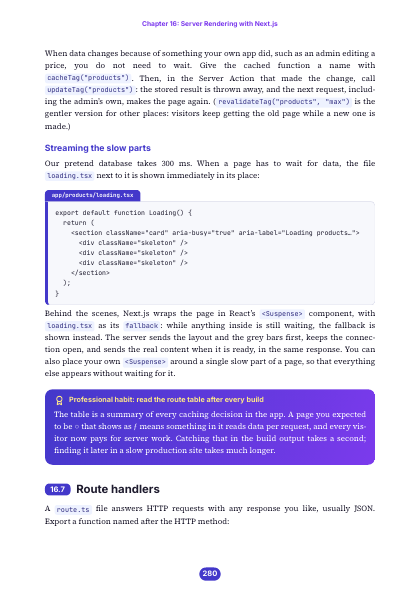 Chapter 16: Server Rendering with Next.js
When data changes because of something your own app did, such as an admin editing a
price, you do not need to wait. Give the cached function a name with
cacheTag("products"). Then, in the Server Action that made the change, call
updateTag("products"): the stored result is thrown away, and the next request, includ-
ing the admin's own, makes the page again. (revalidateTag("products", "max") is the
gentler version for other places: visitors keep getting the old page while a new one is
made.)
Streaming the slow parts
Our pretend database takes 300 ms. When a page has to wait for data, the file
loading.tsx next to it is shown immediately in its place:
app/products/loading.tsx
export default function Loading() {
  return (
    <section className="card" aria-busy="true" aria-label="Loading products…">
      <div className="skeleton" />
      <div className="skeleton" />
      <div className="skeleton" />
    </section>
  );
}
Behind the scenes, Next.js wraps the page in React's <Suspense> component, with
loading.tsx as its fallback: while anything inside is still waiting, the fallback is
shown instead. The server sends the layout and the grey bars first, keeps the connec-
tion open, and sends the real content when it is ready, in the same response. You can
also place your own <Suspense> around a single slow part of a page, so that everything
else appears without waiting for it.
Professional habit: read the route table after every build
The table is a summary of every caching decision in the app. A page you expected
to be ○ that shows as ƒ means something in it reads data per request, and every vis-
itor now pays for server work. Catching that in the build output takes a second;
finding it later in a slow production site takes much longer.
16.7 Route handlers
A route.ts file answers HTTP requests with any response you like, usually JSON.
Export a function named after the HTTP method:
280